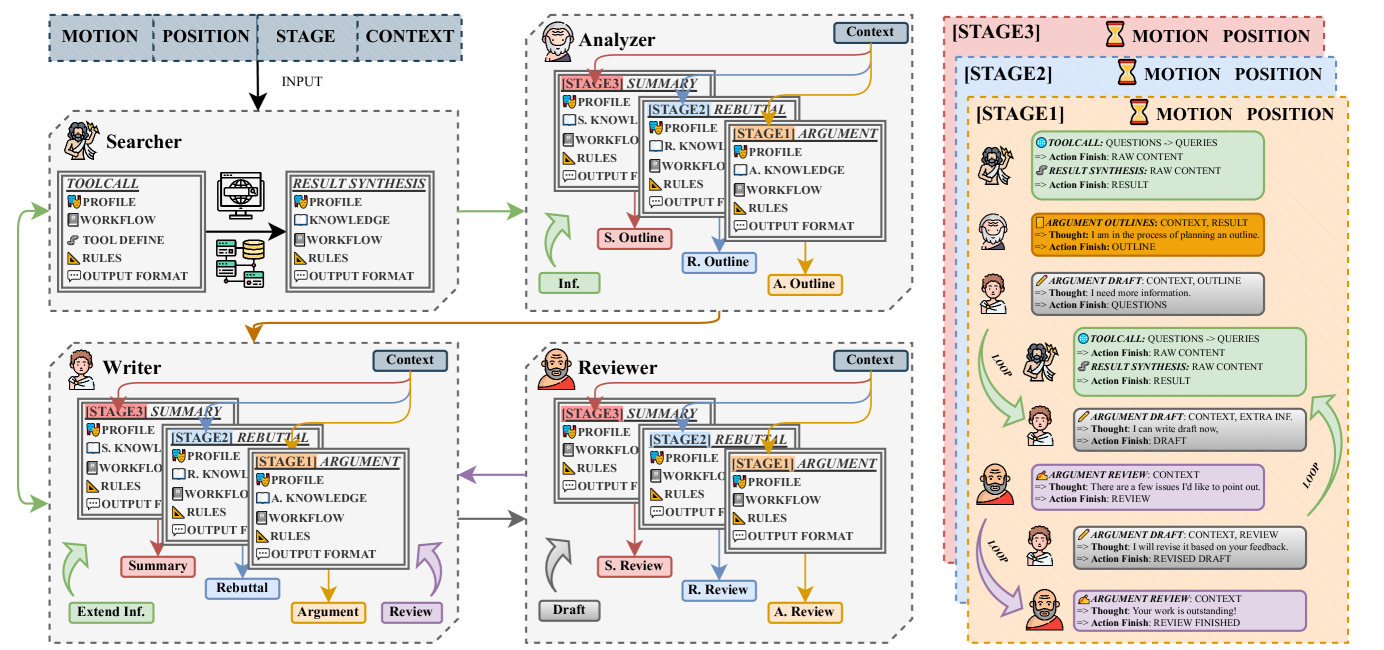 MOTION POSITION STAGE CONTEXT
INPUT
Searcher
TOOLCALL
PROFILE
WORKFLOW
TOOL DEFINE
RULES
OUTPUT FORMAT
RESULT SYNTHESIS
PROFILE
KNOWLEDGE
WORKFLOW
RULES
OUTPUT FORMAT
Analyzer
Context
[STAGE3] SUMMARY
PROFILE
S. KNOWL
WORKFLO
RULES
OUTPUT F
[STAGE2] REBUTTAL
PROFILE
R. KNOWL
WORKFLO
RULES
OUTPUT F
[STAGE1] ARGUMENT
PROFILE
A. KNOWLEDGE
WORKFLOW
RULES
OUTPUT FORMAT
S. Outline
R. Outline
A. Outline
Inf.
Writer
Context
[STAGE3] SUMMARY
PROFILE
S. KNOWL
WORKFLO
RULES
OUTPUT F
[STAGE2] REBUTTAL
PROFILE
R. KNOWL
WORKFLO
RULES
OUTPUT F
[STAGE1] ARGUMENT
PROFILE
A. KNOWLEDGE
WORKFLOW
RULES
OUTPUT FORMAT
Summary
Rebuttal
Argument
Extend Inf.
Review
Reviewer
Context
[STAGE3] SUMMARY
PROFILE
WORKFLO
RULES
OUTPUT F
[STAGE2] REBUTTAL
PROFILE
WORKFLO
RULES
OUTPUT F
[STAGE1] ARGUMENT
PROFILE
WORKFLOW
RULES
OUTPUT FORMAT
S. Review
R. Review
A. Review
Draft
[STAGE3] MOTION POSITION
[STAGE2] MOTION POSITION
[STAGE1] MOTION POSITION
TOOLCALL: QUESTIONS -> QUERIES
=> Action Finish: RAW CONTENT
RESULT SYNTHESIS: RAW CONTENT
=> Action Finish: RESULT
ARGUMENT OUTLINES: CONTEXT, RESULT
=> Thought: I am in the process of planning an outline.
=> Action Finish: OUTLINE
ARGUMENT DRAFT: CONTEXT, OUTLINE
=> Thought: I need more information.
=> Action Finish: QUESTIONS
LOOP
TOOLCALL: QUESTIONS -> QUERIES
=> Action Finish: RAW CONTENT
RESULT SYNTHESIS: RAW CONTENT
=> Action Finish: RESULT
ARGUMENT DRAFT: CONTEXT, EXTRA INF.
=> Thought: I can write draft now,
=> Action Finish: DRAFT
ARGUMENT REVIEW: CONTEXT
=> Thought: There are a few issues I'd like to point out.
=> Action Finish: REVIEW
LOOP
LOOP
ARGUMENT DRAFT: CONTEXT, REVIEW
=> Thought: I will revise it based on your feedback.
=> Action Finish: REVISED DRAFT
ARGUMENT REVIEW: CONTEXT
=> Thought: Your work is outstanding!
=> Action Finish: REVIEW FINISHED